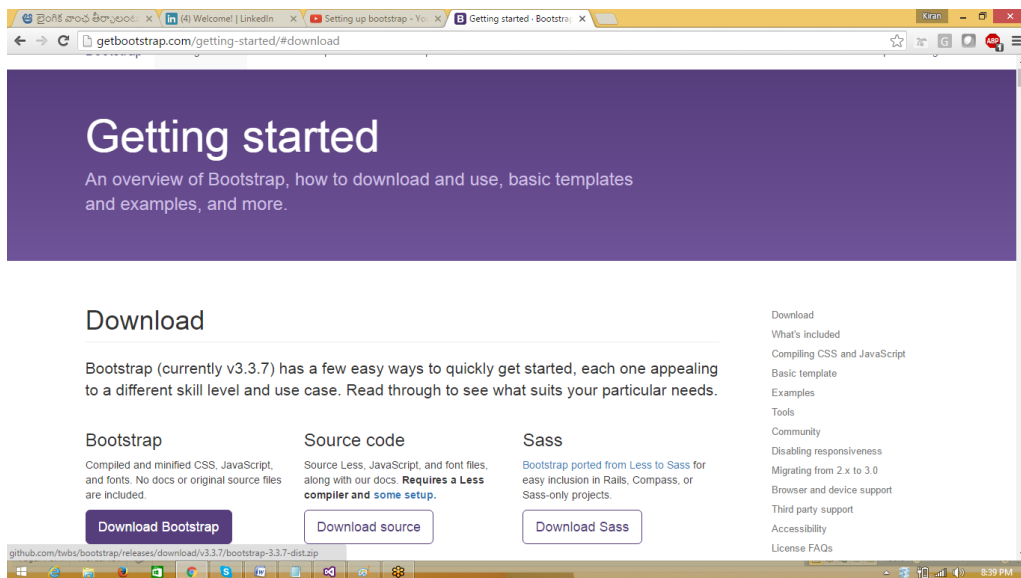 (4) Welcome! | LinkedIn
Setting up bootstrap - Yo
Getting started · Bootstrap
Kiran
getbootstrap.com/getting-started/#download
Getting started
An overview of Bootstrap, how to download and use, basic templates
and examples, and more.
Download
Bootstrap (currently v3.3.7) has a few easy ways to quickly get started, each one appealing
to a different skill level and use case. Read through to see what suits your particular needs.
Bootstrap
Compiled and minified CSS, JavaScript,
and fonts. No docs or original source files
are included.
Download Bootstrap
Source code
Source Less, JavaScript, and font files,
along with our docs. Requires a Less
compiler and some setup.
Download source
Sass
Bootstrap ported from Less to Sass for
easy inclusion in Rails, Compass, or
Sass-only projects.
Download Sass
Download
What's included
Compiling CSS and JavaScript
Basic template
Examples
Tools
Community
Disabling responsiveness
Migrating from 2.x to 3.0
Browser and device support
Third party support
Accessibility
License FAQs
github.com/twbs/bootstrap/releases/download/v3.3.7/bootstrap-3.3.7-dist.zip
8:39 PM